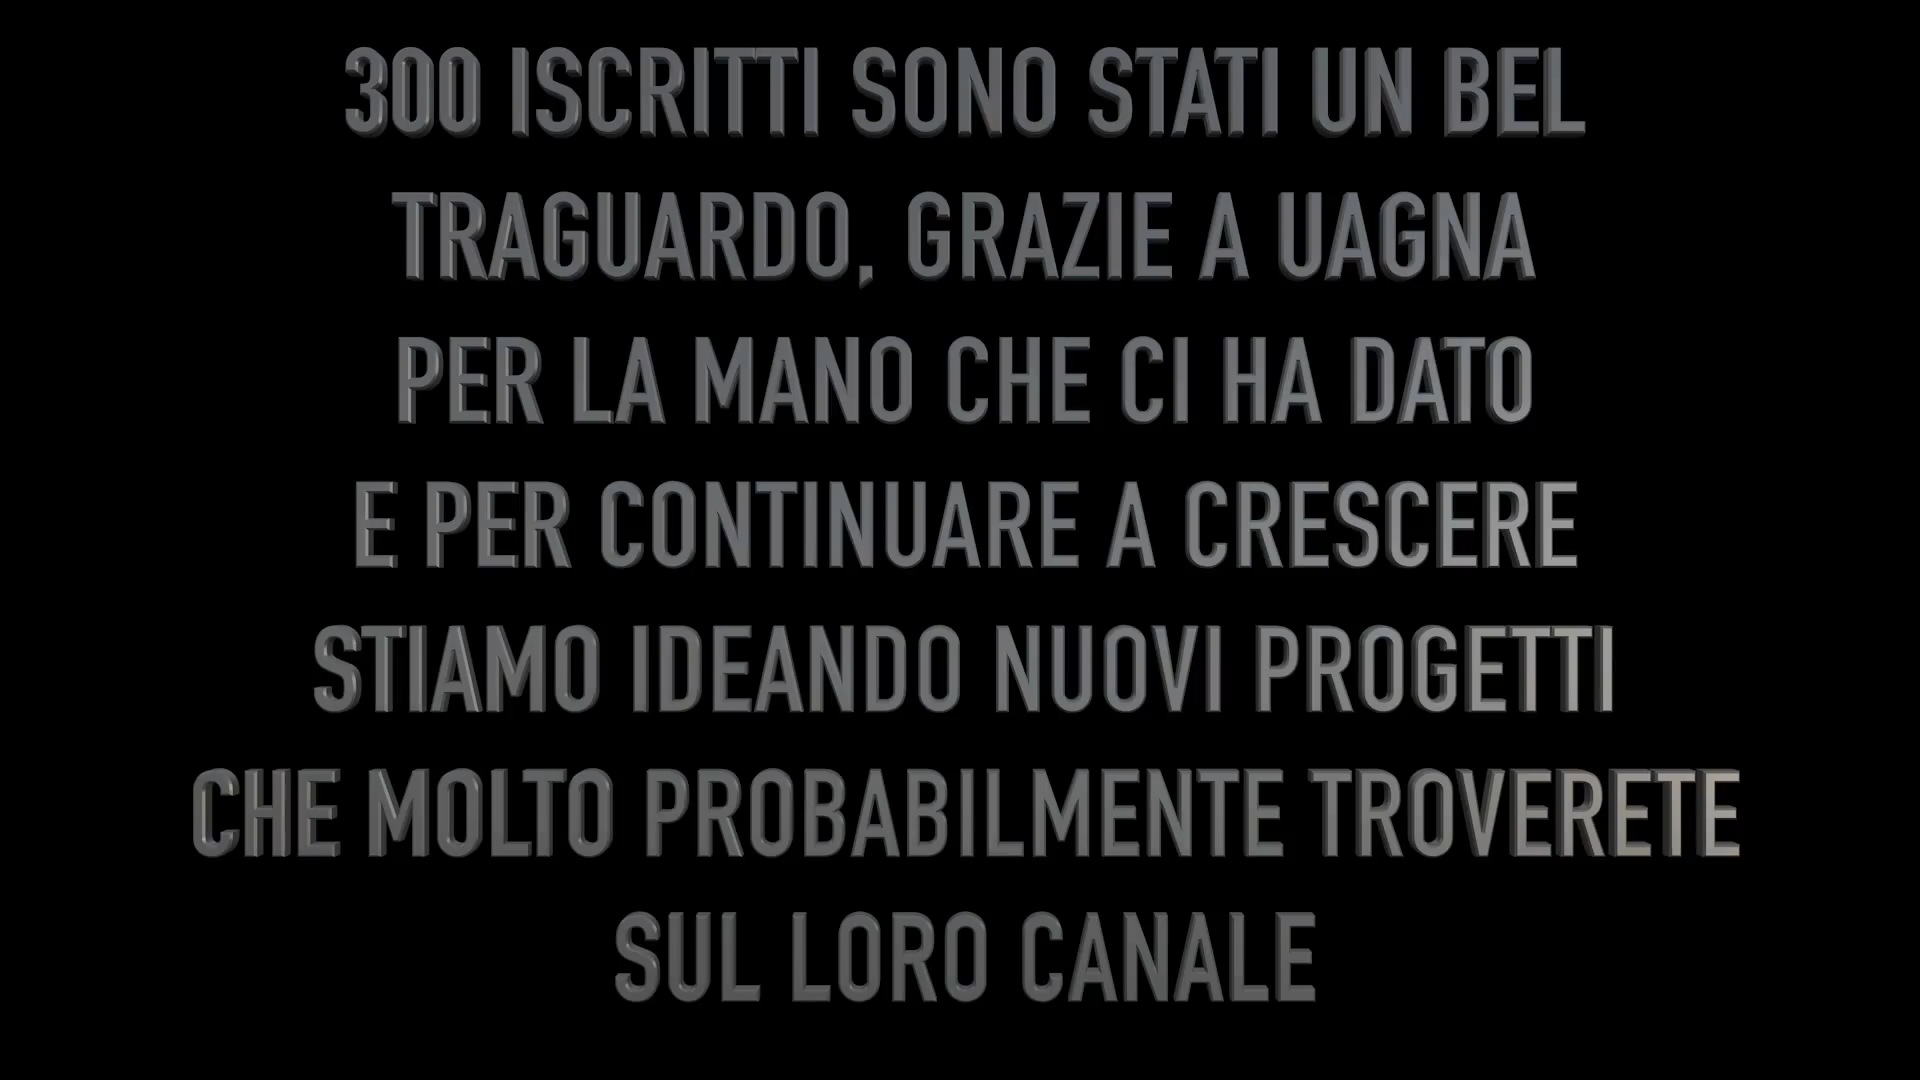 300 ISCRITTI SONO STATI UN BEL
TRAGUARDO, GRAZIE A UAGNA
PER LA MANO CHE CI HA DATO
E PER CONTINUARE A CRESCERE
STIAMO IDEANDO NUOVI PROGETTI
CHE MOLTO PROBABILMENTE TROVERETE
SUL LORO CANALE